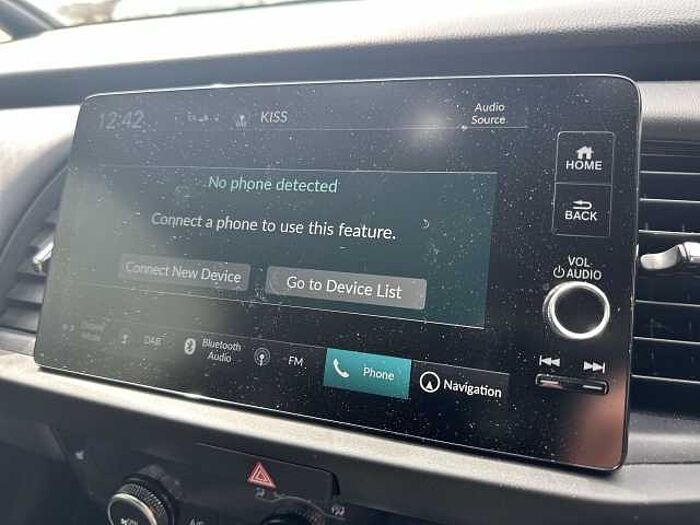 12:42
KISS
Audio
Source
HOME
BACK
No phone detected
Connect a phone to use this feature.
Connect New Device
Go to Device List
VOL
AUDIO
DAB
Bluetooth
Audio
FM
Phone
Navigation